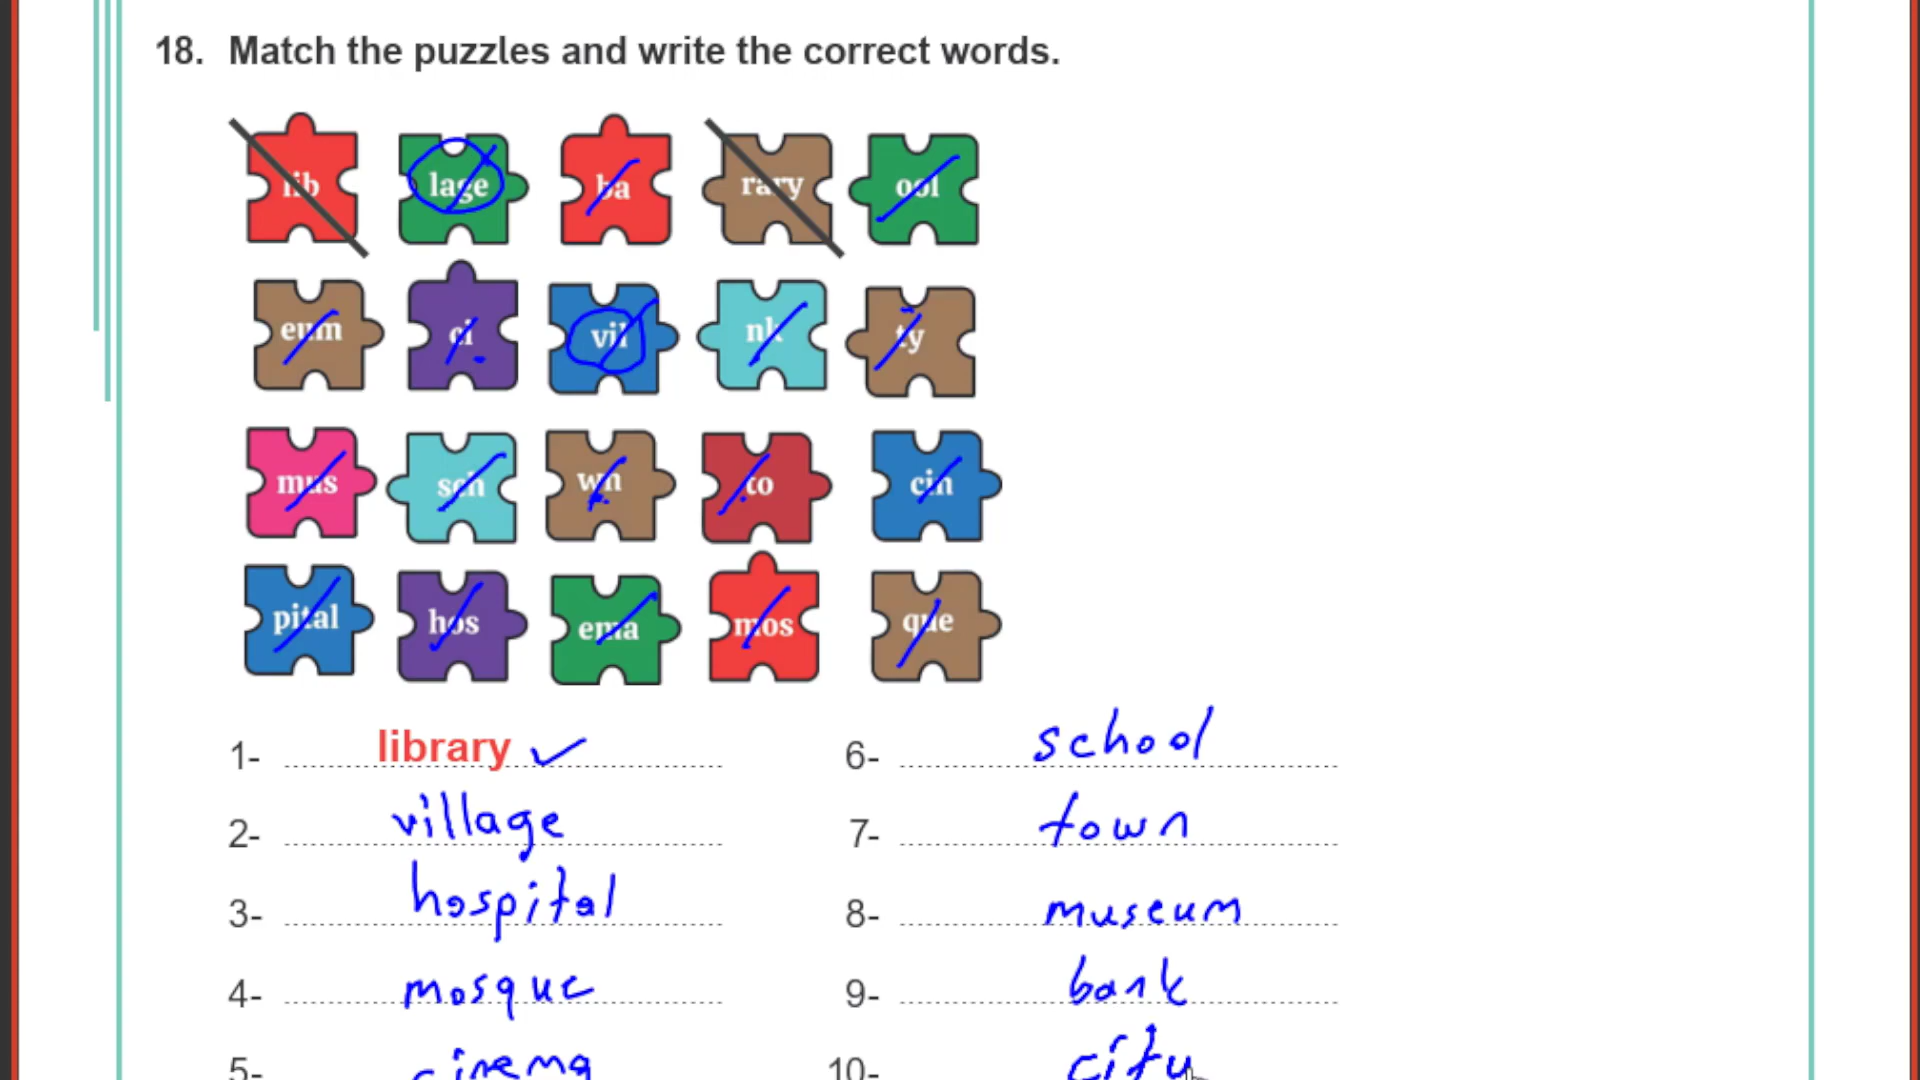 18. Match the puzzles and write the correct words.
lib lage ba rary ool
eum ci vil nk ty
mus sch wn to cin
pital hos ema mos que
1- library 6- school
2- village 7- town
3- hospital 8- museum
4- mosque 9- bank
5- cinema 10- city